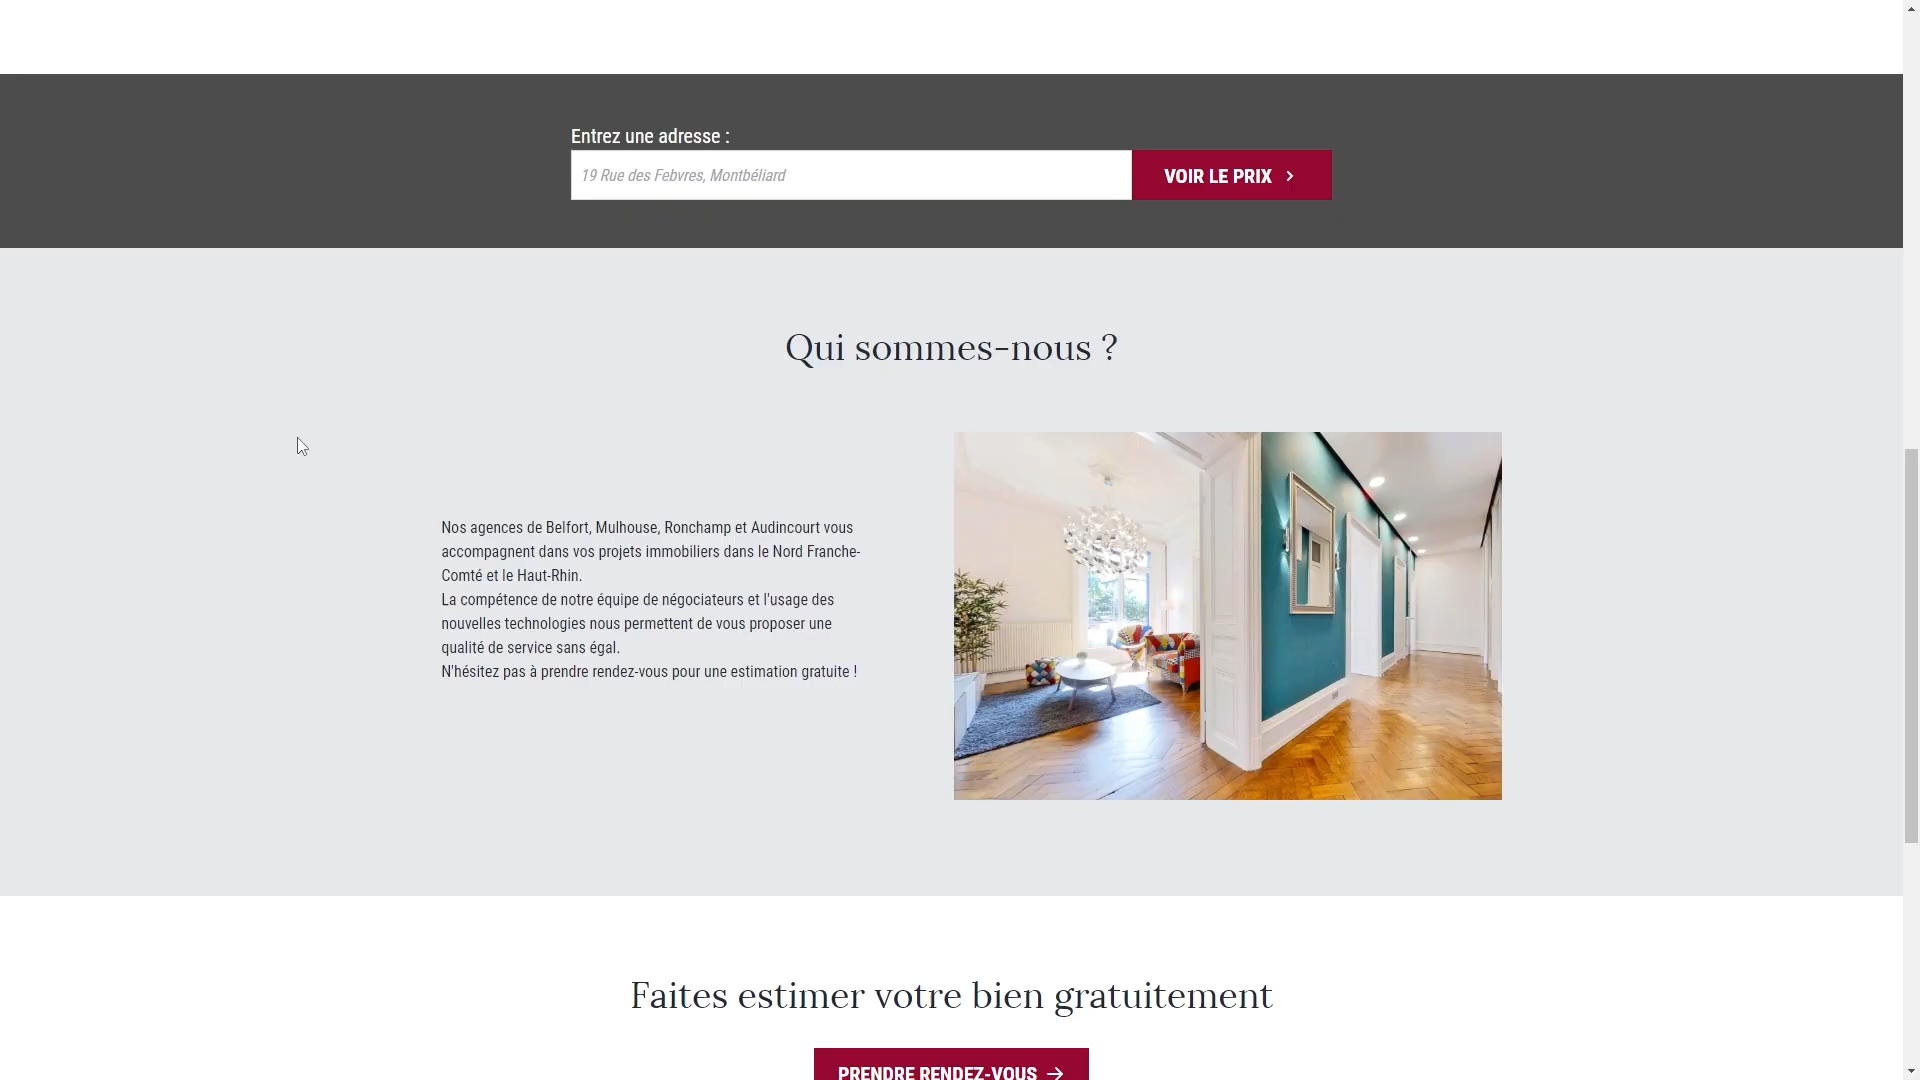 Entrez une adresse :
19 Rue des Febvres, Montbéliard
VOIR LE PRIX
Qui sommes-nous ?
Nos agences de Belfort, Mulhouse, Ronchamp et Audincourt vous
accompagnent dans vos projets immobiliers dans le Nord Franche-
Comté et le Haut-Rhin.
La compétence de notre équipe de négociateurs et l'usage des
nouvelles technologies nous permettent de vous proposer une
qualité de service sans égal.
N'hésitez pas à prendre rendez-vous pour une estimation gratuite !
Faites estimer votre bien gratuitement
PRENDRE RENDEZ-VOUS